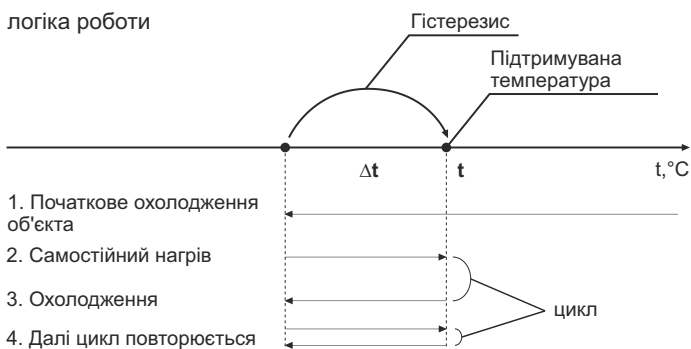 логіка роботи
Гістерезис
Підтримувана
температура
∆t
t
t,°C
1. Початкове охолодження
об'єкта
2. Самостійний нагрів
3. Охолодження
цикл
4. Далі цикл повторюється